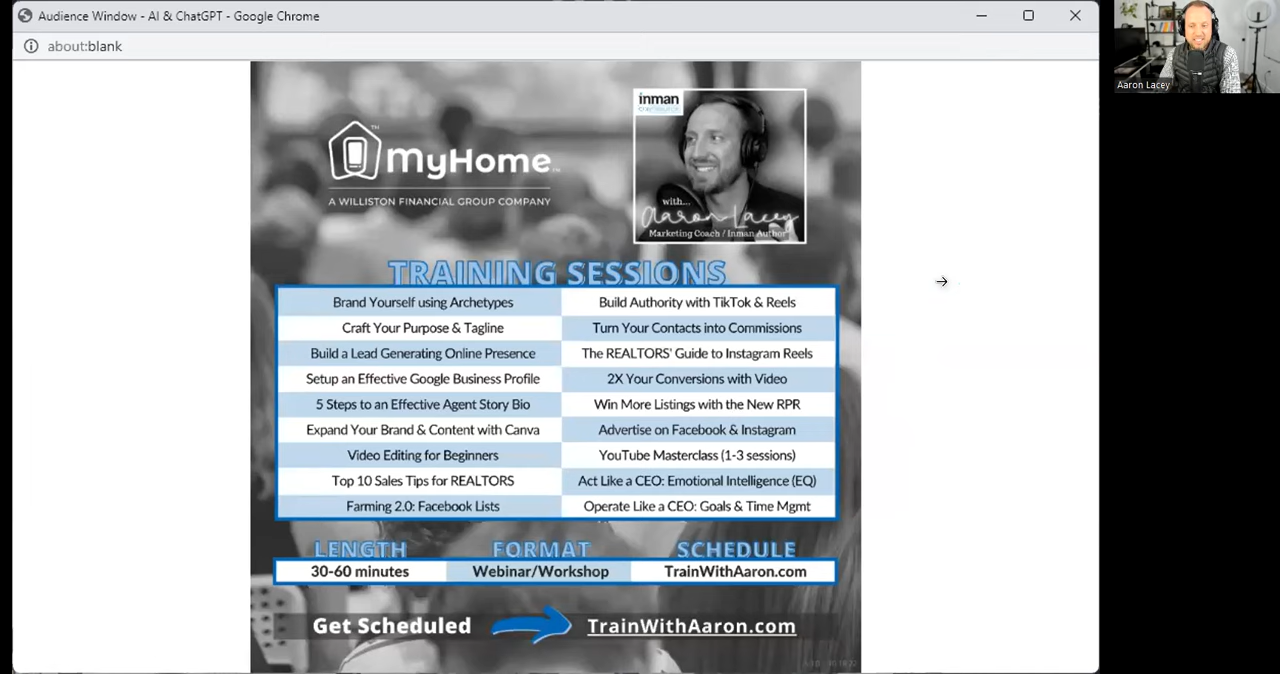 Audience Window - AI & ChatGPT - Google Chrome
about:blank
Aaron Lacey
inman
MyHome
A WILLISTON FINANCIAL GROUP COMPANY
with...
Aaron Lacey
Marketing Coach / Inman Author
TRAINING SESSIONS
Brand Yourself using Archetypes
Build Authority with TikTok & Reels
Craft Your Purpose & Tagline
Turn Your Contacts into Commissions
Build a Lead Generating Online Presence
The REALTORS' Guide to Instagram Reels
Setup an Effective Google Business Profile
2X Your Conversions with Video
5 Steps to an Effective Agent Story Bio
Win More Listings with the New RPR
Expand Your Brand & Content with Canva
Advertise on Facebook & Instagram
Video Editing for Beginners
YouTube Masterclass (1-3 sessions)
Top 10 Sales Tips for REALTORS
Act Like a CEO: Emotional Intelligence (EQ)
Farming 2.0: Facebook Lists
Operate Like a CEO: Goals & Time Mgmt
LENGTH FORMAT SCHEDULE
30-60 minutes Webinar/Workshop TrainWithAaron.com
Get Scheduled TrainWithAaron.com